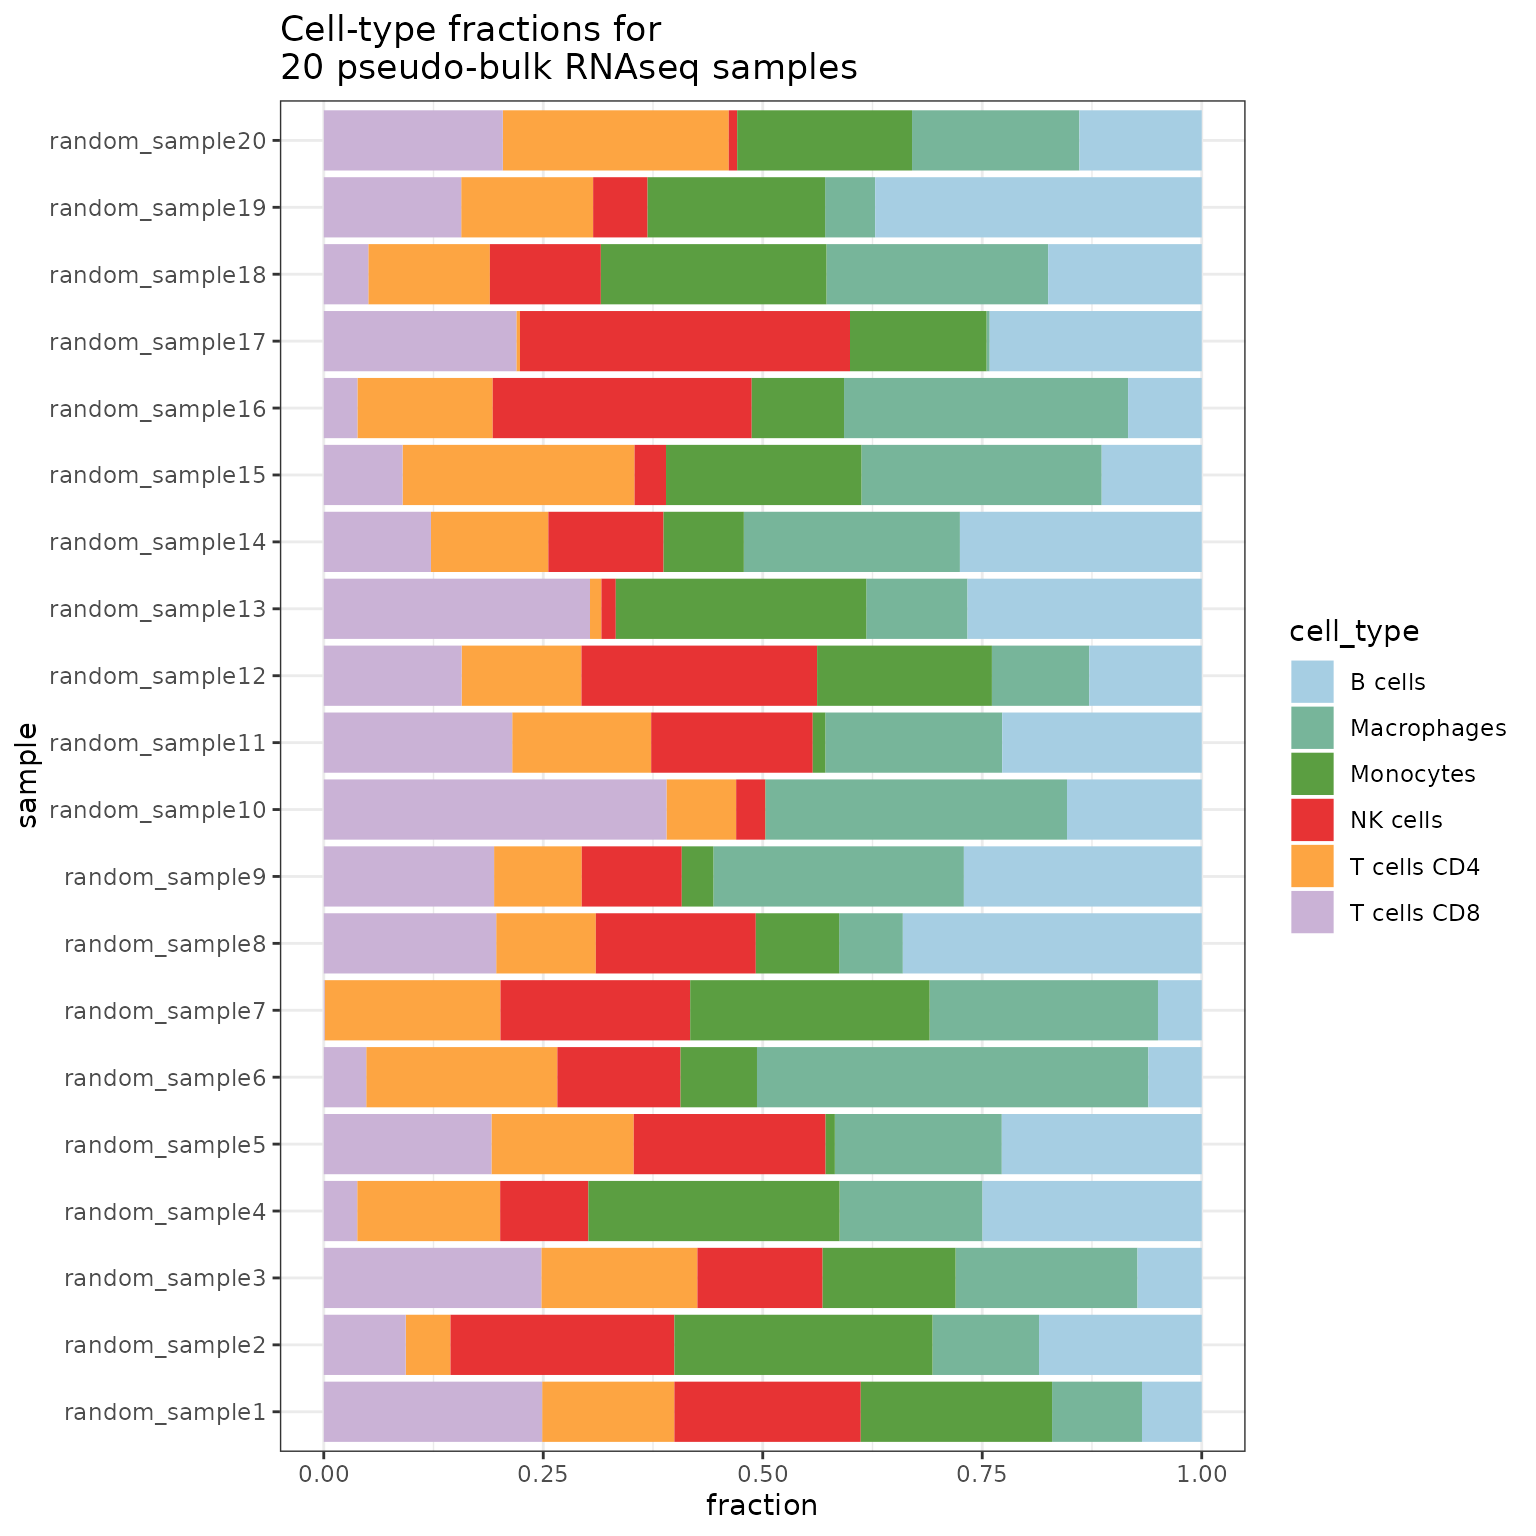 Cell-type fractions for
20 pseudo-bulk RNAseq samples
random_sample20
random_sample19
random_sample18
random_sample17
random_sample16
random_sample15
random_sample14
random_sample13
random_sample12
random_sample11
random_sample10
random_sample9
random_sample8
random_sample7
random_sample6
random_sample5
random_sample4
random_sample3
random_sample2
random_sample1
sample
0.00 0.25 0.50 0.75 1.00
fraction
cell_type
B cells
Macrophages
Monocytes
NK cells
T cells CD4
T cells CD8